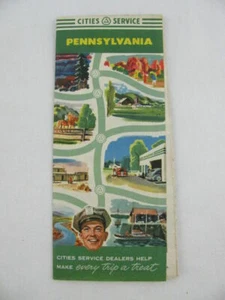 CITIES SERVICE
PENNSYLVANIA
CITIES SERVICE DEALERS HELP
MAKE every trip a treat